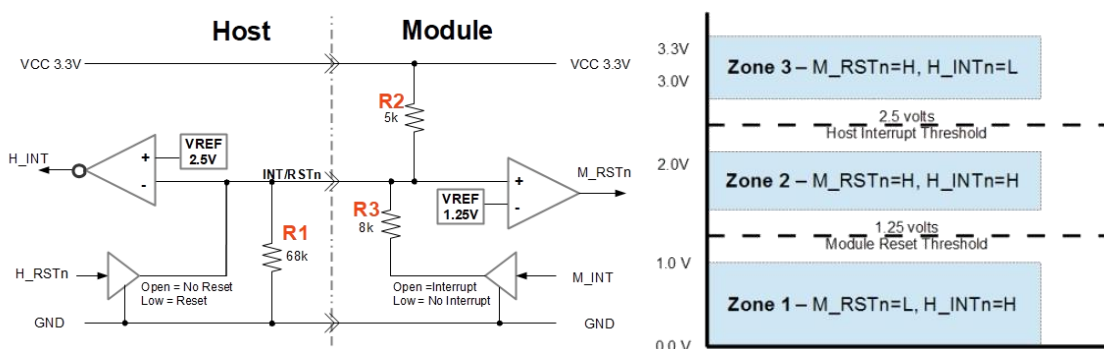 Host
Module
VCC 3.3V
VCC 3.3V
R2
5k
VREF
2.5V
H_INT
+
-
INT/RSTn
M_RSTn
+
-
VREF
1.25V
R3
8k
R1
68k
H_RSTn
Open = No Reset
Low = Reset
Open =Interrupt
Low = No Interrupt
M_INT
GND
GND
3.3V
3.0V
Zone 3 – M_RSTn=H, H_INTn=L
2.5 volts
Host Interrupt Threshold
2.0V
Zone 2 – M_RSTn=H, H_INTn=H
1.25 volts
Module Reset Threshold
1.0 V
Zone 1 – M_RSTn=L, H_INTn=H
0.0 V